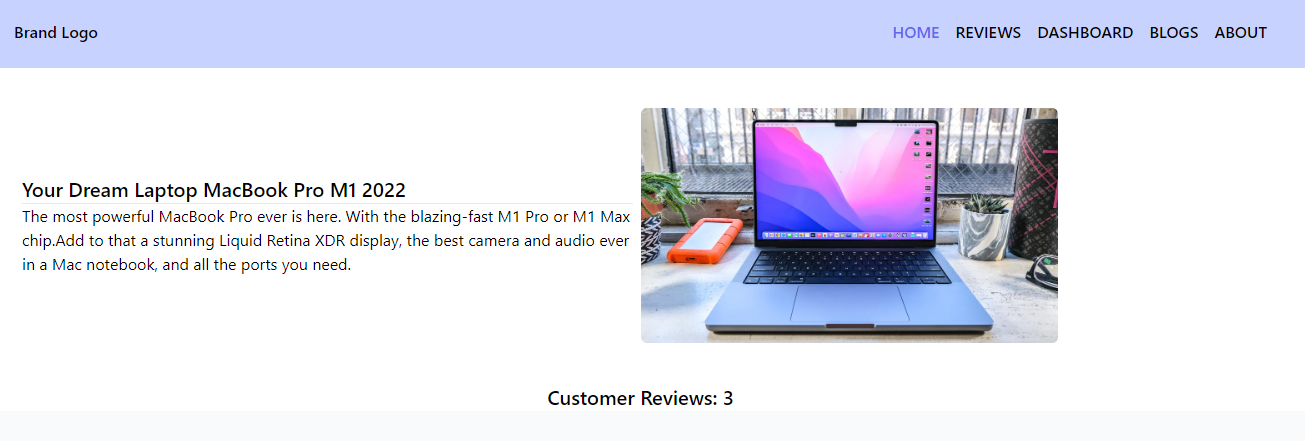 Brand Logo
HOME REVIEWS DASHBOARD BLOGS ABOUT
Your Dream Laptop MacBook Pro M1 2022
The most powerful MacBook Pro ever is here. With the blazing-fast M1 Pro or M1 Max
chip.Add to that a stunning Liquid Retina XDR display, the best camera and audio ever
in a Mac notebook, and all the ports you need.
Customer Reviews: 3